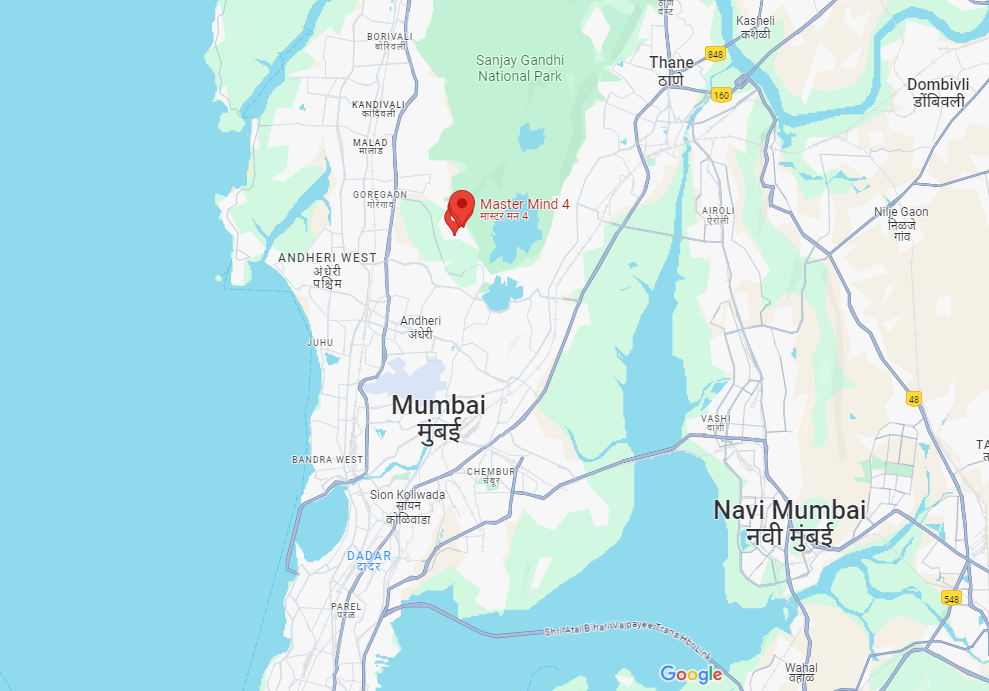 ठाणे
वेस्ट
Kasheli
कशेळी
BORIVALI
बोरिवली
848
Sanjay Gandhi
National Park
Thane
ठाणे
Dombivli
डोंबिवली
160
KANDIVALI
कांदिवली
MALAD
मालाड
GOREGAON
गोरेगाव
Master Mind 4
मास्टर मन 4
AIROLI
ऐरोली
Nilje Gaon
निळजे
गांव
ANDHERI WEST
अंधेरी
पश्चिम
Andheri
अंधेरी
JUHU
48
Mumbai
मुंबई
VASHI
वाशी
BANDRA WEST
CHEMBUR
चेंबूर
Sion Koliwada
सायन
कोळिवाडा
Navi Mumbai
नवी मुंबई
DADAR
दादर
548
PAREL
परळ
Shri Atal Bihari Vajpayee Trans Hbr Link
Wahal
वहाळ
Google